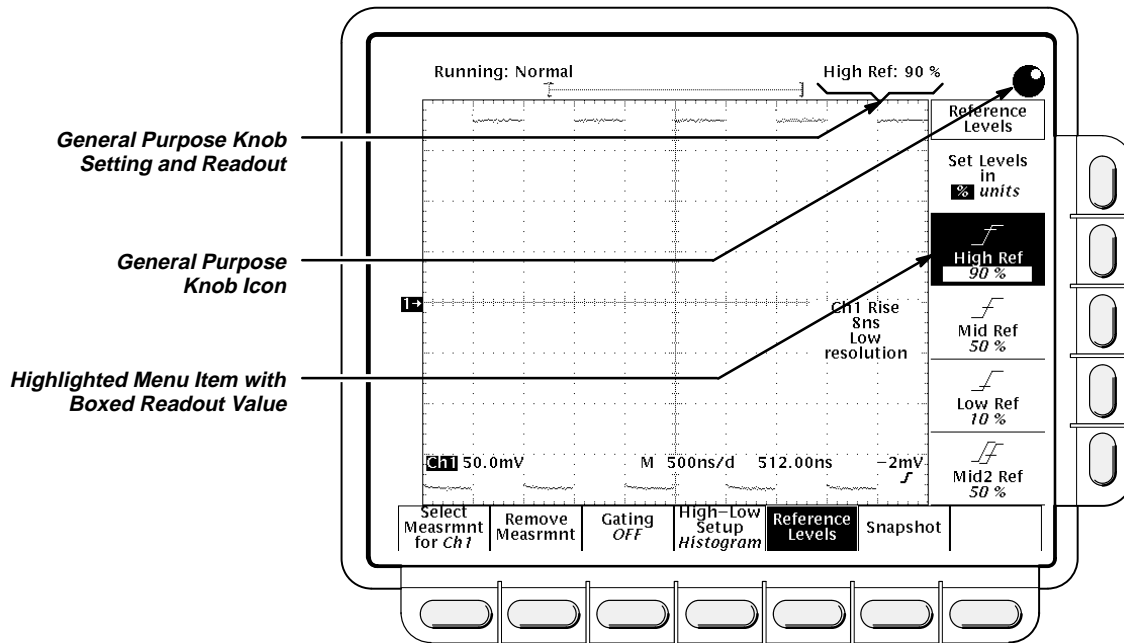 Running: Normal
High Ref: 90 %
General Purpose Knob
Setting and Readout
General Purpose
Knob Icon
Highlighted Menu Item with
Boxed Readout Value
Reference
Levels
Set Levels
in
% units
High Ref
90 %
Mid Ref
50 %
Low Ref
10 %
Mid2 Ref
50 %
1→
Ch1 Rise
8ns
Low
resolution
Ch1 50.0mV M 500ns/d 512.00ns −2mV
Select
Measrmnt
for Ch1
Remove
Measrmnt
Gating
OFF
High−Low
Setup
Histogram
Reference
Levels
Snapshot